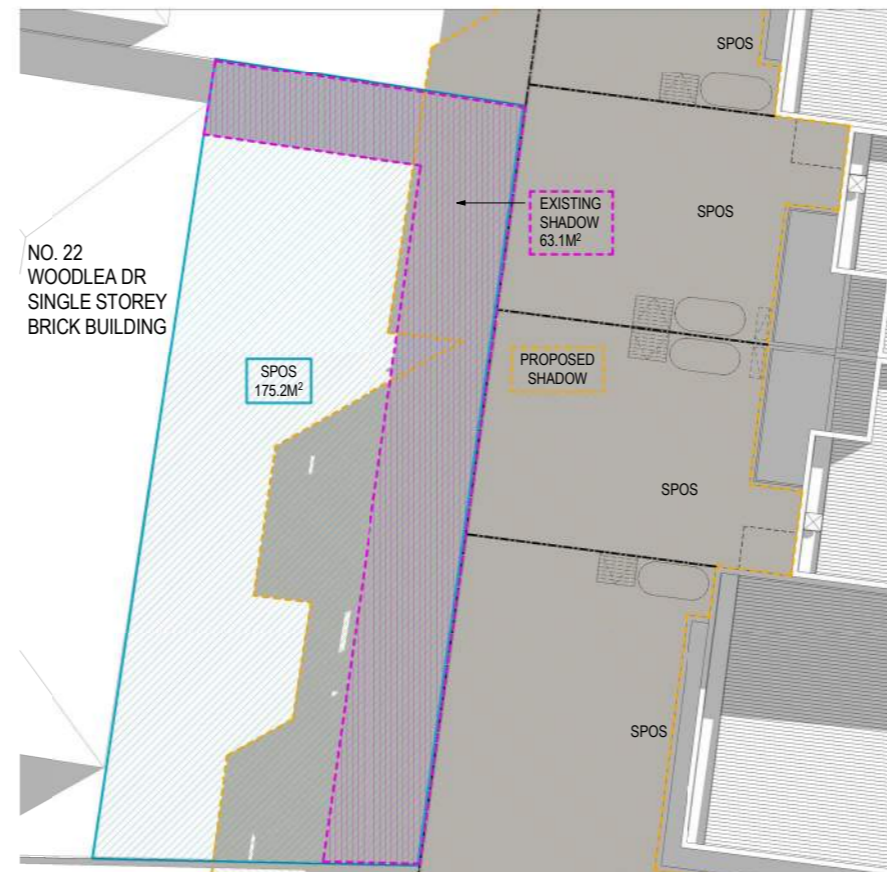 SPOS
EXISTING
SHADOW
63.1M²
SPOS
NO. 22
WOODLEA DR
SINGLE STOREY
BRICK BUILDING
SPOS
175.2M²
PROPOSED
SHADOW
SPOS
SPOS